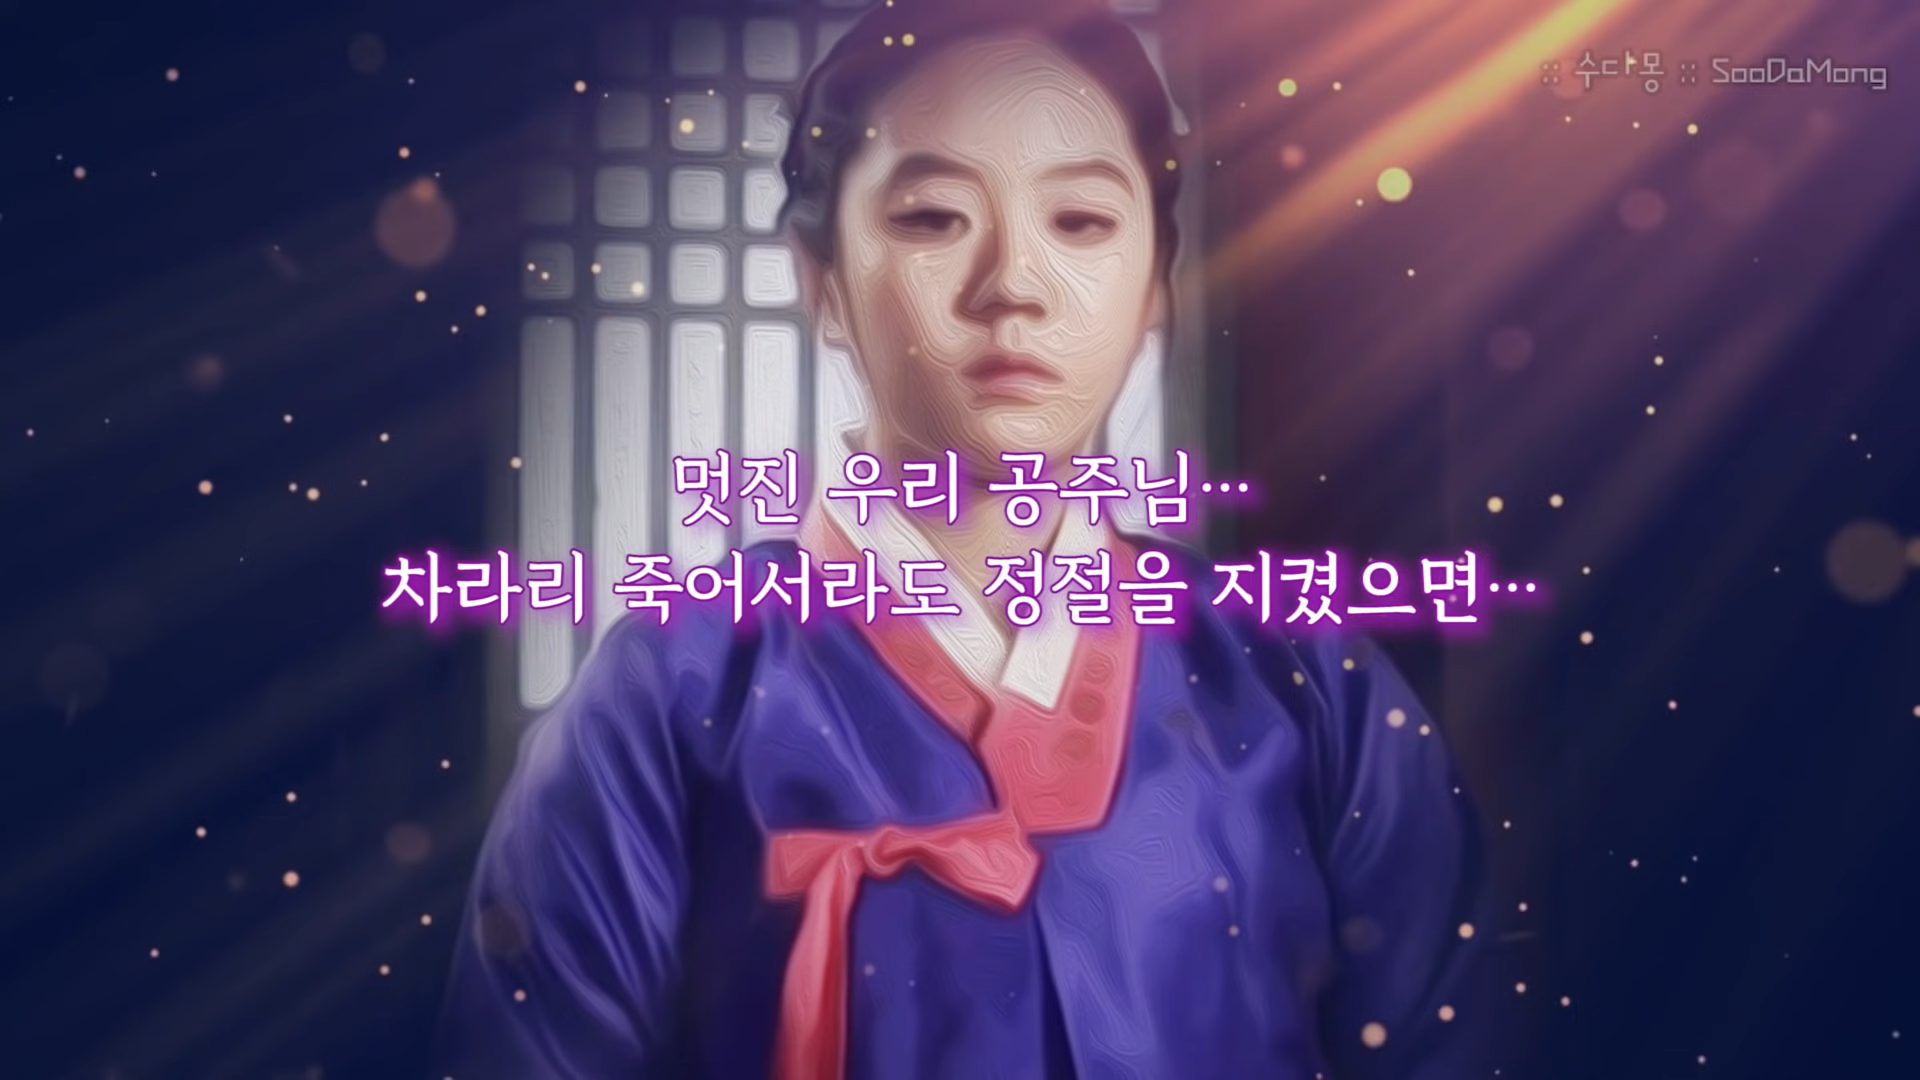 :: 수다몽 :: SooDaMong
멋진 우리 공주님…
차라리 죽어서라도 정절을 지켰으면…